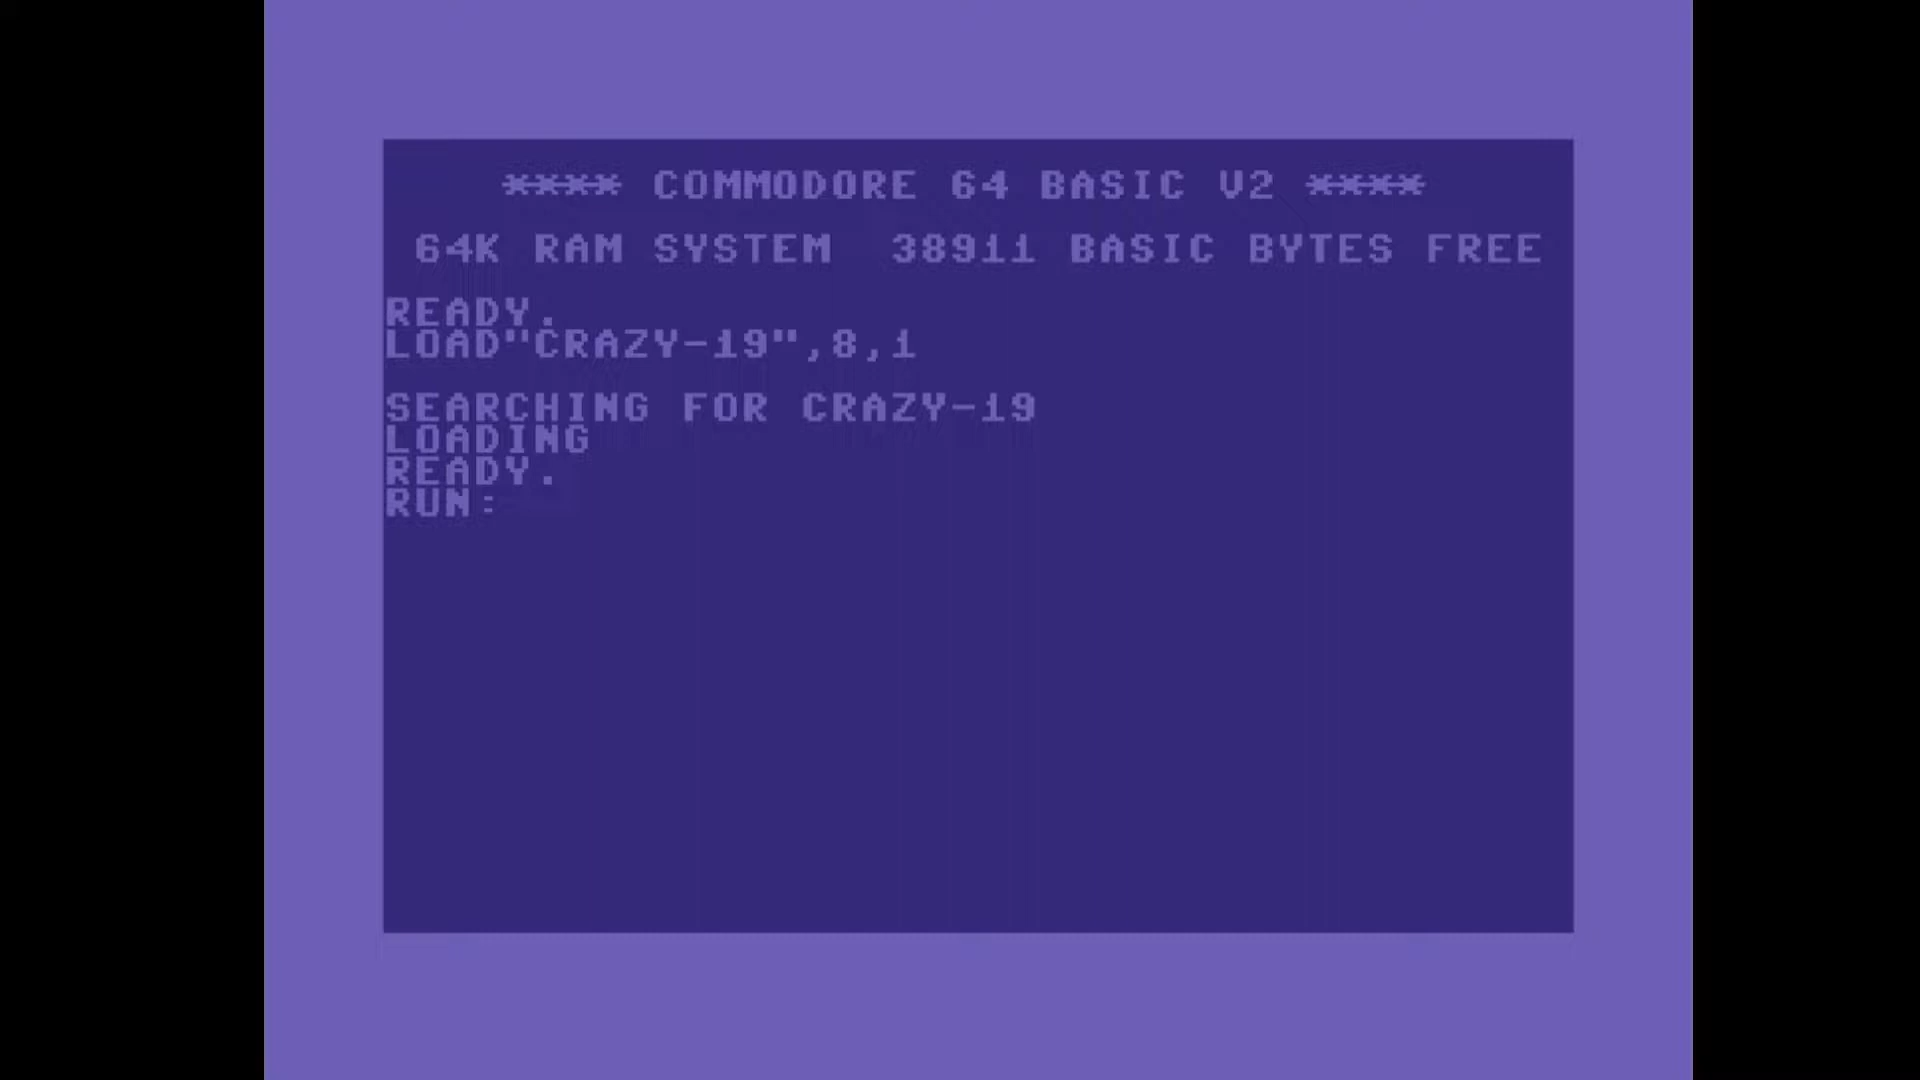 **** COMMODORE 64 BASIC V2 ****
64K RAM SYSTEM  38911 BASIC BYTES FREE
READY.
LOAD"CRAZY-19",8,1
SEARCHING FOR CRAZY-19
LOADING
READY.
RUN: